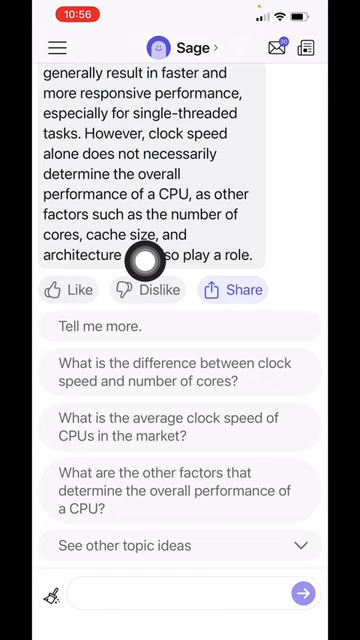 10:56
Sage
30
generally result in faster and
more responsive performance,
especially for single-threaded
tasks. However, clock speed
alone does not necessarily
determine the overall
performance of a CPU, as other
factors such as the number of
cores, cache size, and
architecture so play a role.
Like Dislike Share
Tell me more.
What is the difference between clock
speed and number of cores?
What is the average clock speed of
CPUs in the market?
What are the other factors that
determine the overall performance of
a CPU?
See other topic ideas